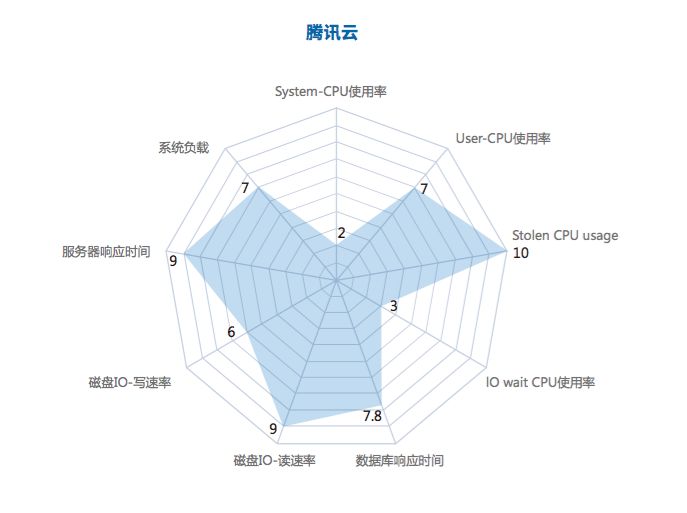 腾讯云
System-CPU使用率
User-CPU使用率
系统负载
7
7
2
Stolen CPU usage
服务器响应时间
10
9
3
6
磁盘IO-写速率
IO wait CPU使用率
7.8
9
磁盘IO-读速率
数据库响应时间